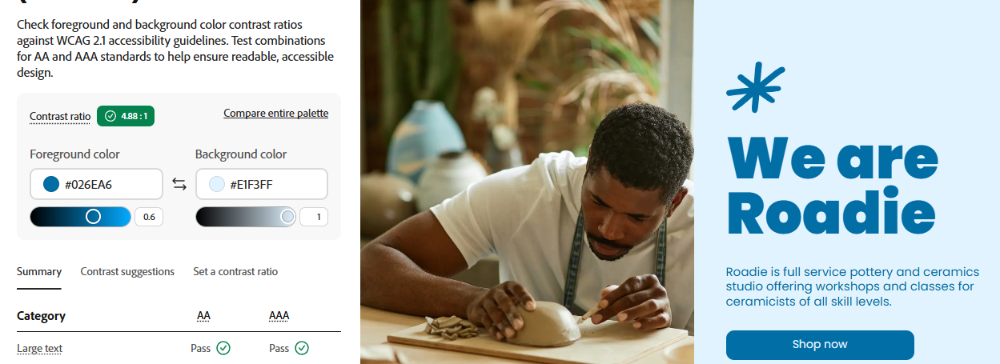 Check foreground and background color contrast ratios
against WCAG 2.1 accessibility guidelines. Test combinations
for AA and AAA standards to help ensure readable, accessible
design.
Contrast ratio
4.88 : 1
Compare entire palette
Foreground color
Background color
#026EA6
#E1F3FF
0.6
1
Summary
Contrast suggestions
Set a contrast ratio
Category
AA
AAA
Large text
Pass
Pass
We are
Roadie
Roadie is full service pottery and ceramics
studio offering workshops and classes for
ceramicists of all skill levels.
Shop now